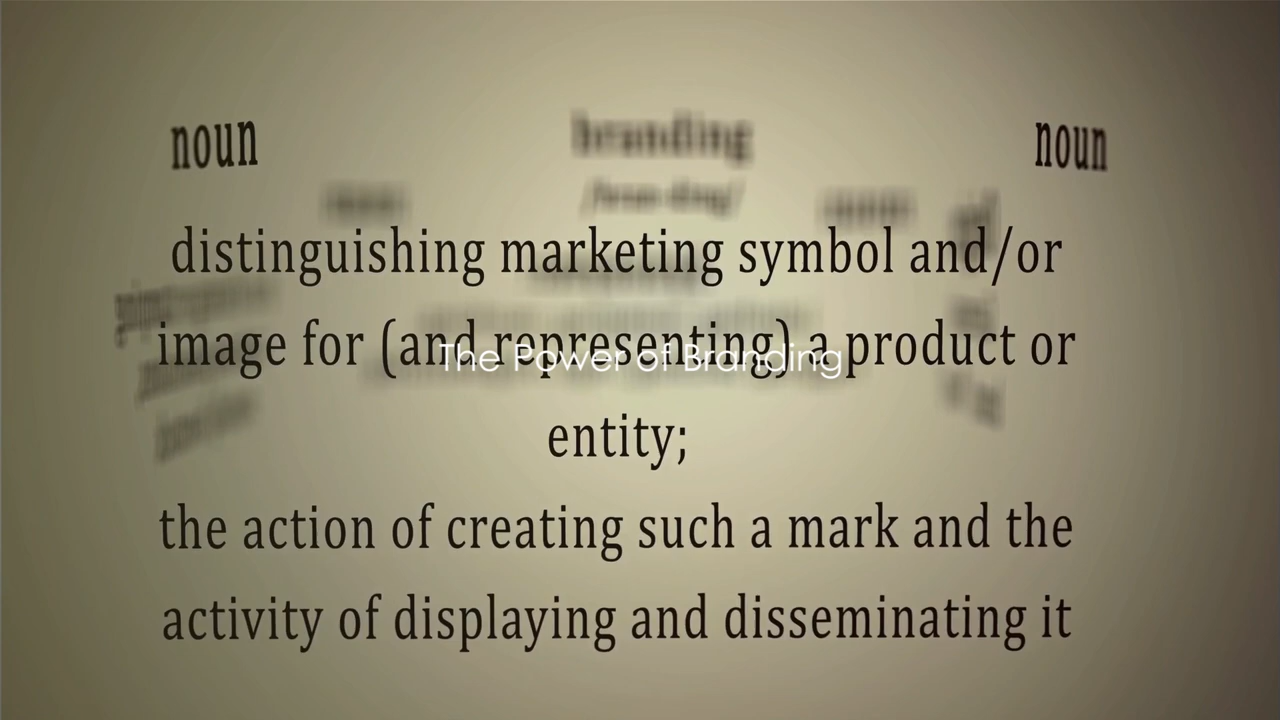 noun
branding
noun
distinguishing marketing symbol and/or
image for (and representing) a product or
The Power of Branding
entity;
the action of creating such a mark and the
activity of displaying and disseminating it